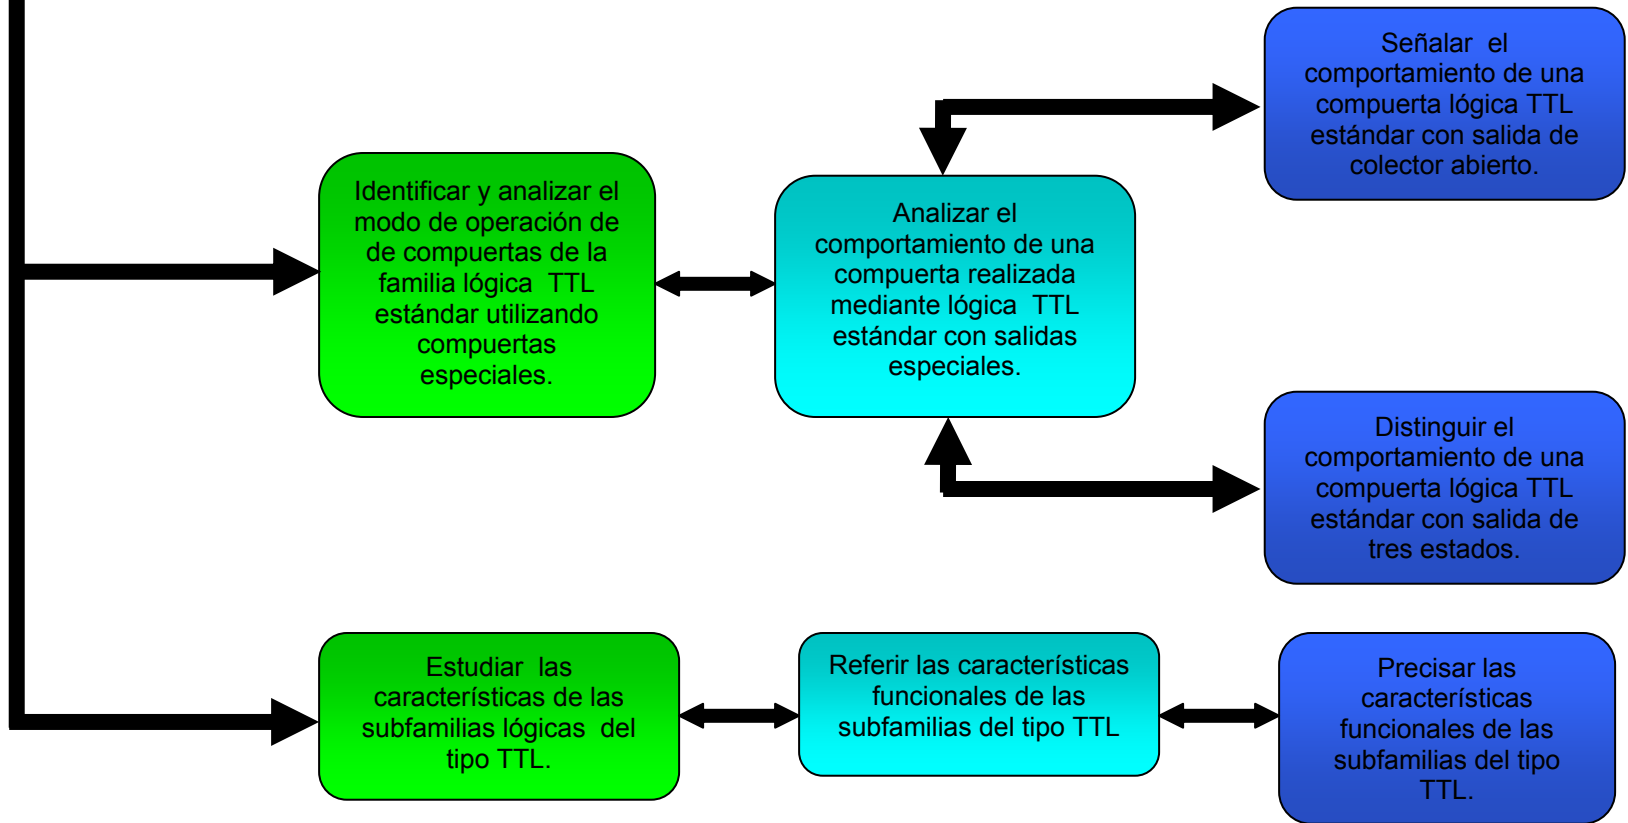 Señalar el
comportamiento de una
compuerta lógica TTL
estándar con salida de
colector abierto.
Identificar y analizar el
modo de operación de
de compuertas de la
familia lógica TTL
estándar utilizando
compuertas
especiales.
Analizar el
comportamiento de una
compuerta realizada
mediante lógica TTL
estándar con salidas
especiales.
Distinguir el
comportamiento de una
compuerta lógica TTL
estándar con salida de
tres estados.
Estudiar las
característícas de las
subfamilias lógicas del
tipo TTL.
Referir las característícas
funcionales de las
subfamilias del tipo TTL
Precisar las
característícas
funcionales de las
subfamilias del tipo
TTL.